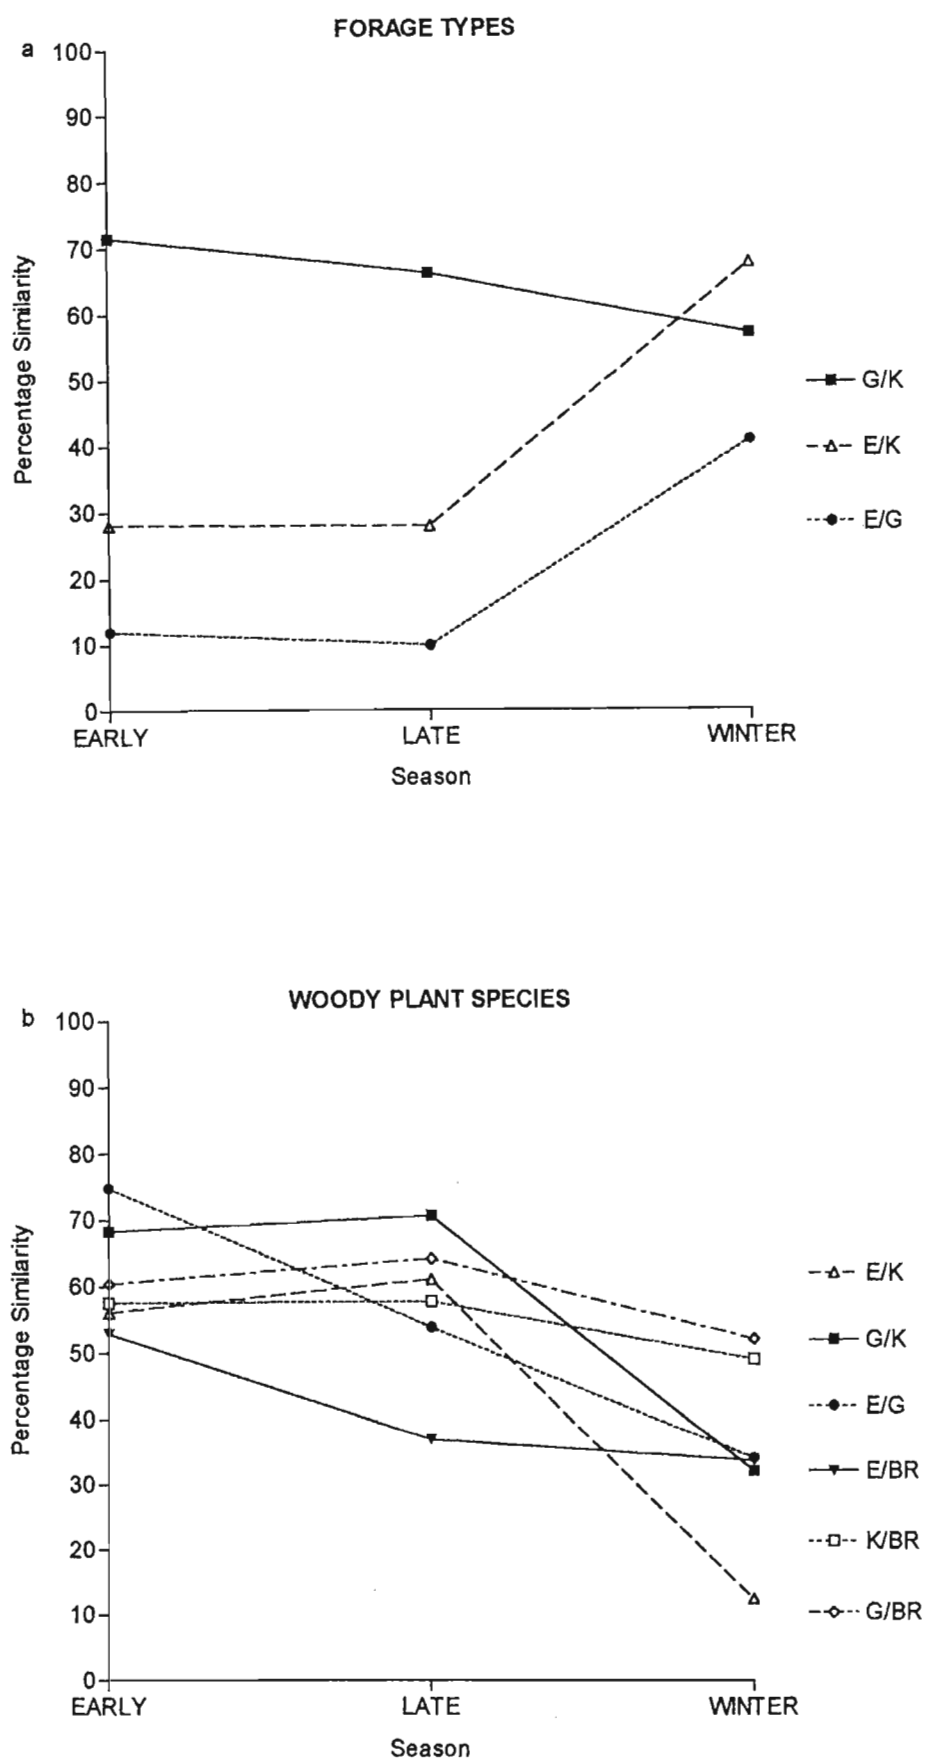 FORAGE TYPES
a
100
90
80
70
60
50
40
30
20
10
0
Percentage Similarity
EARLY LATE WINTER
Season
G/K
E/K
E/G
WOODY PLANT SPECIES
b
100
90
80
70
60
50
40
30
20
10
0
Percentage Similarity
EARLY LATE WINTER
Season
E/K
G/K
E/G
E/BR
K/BR
G/BR